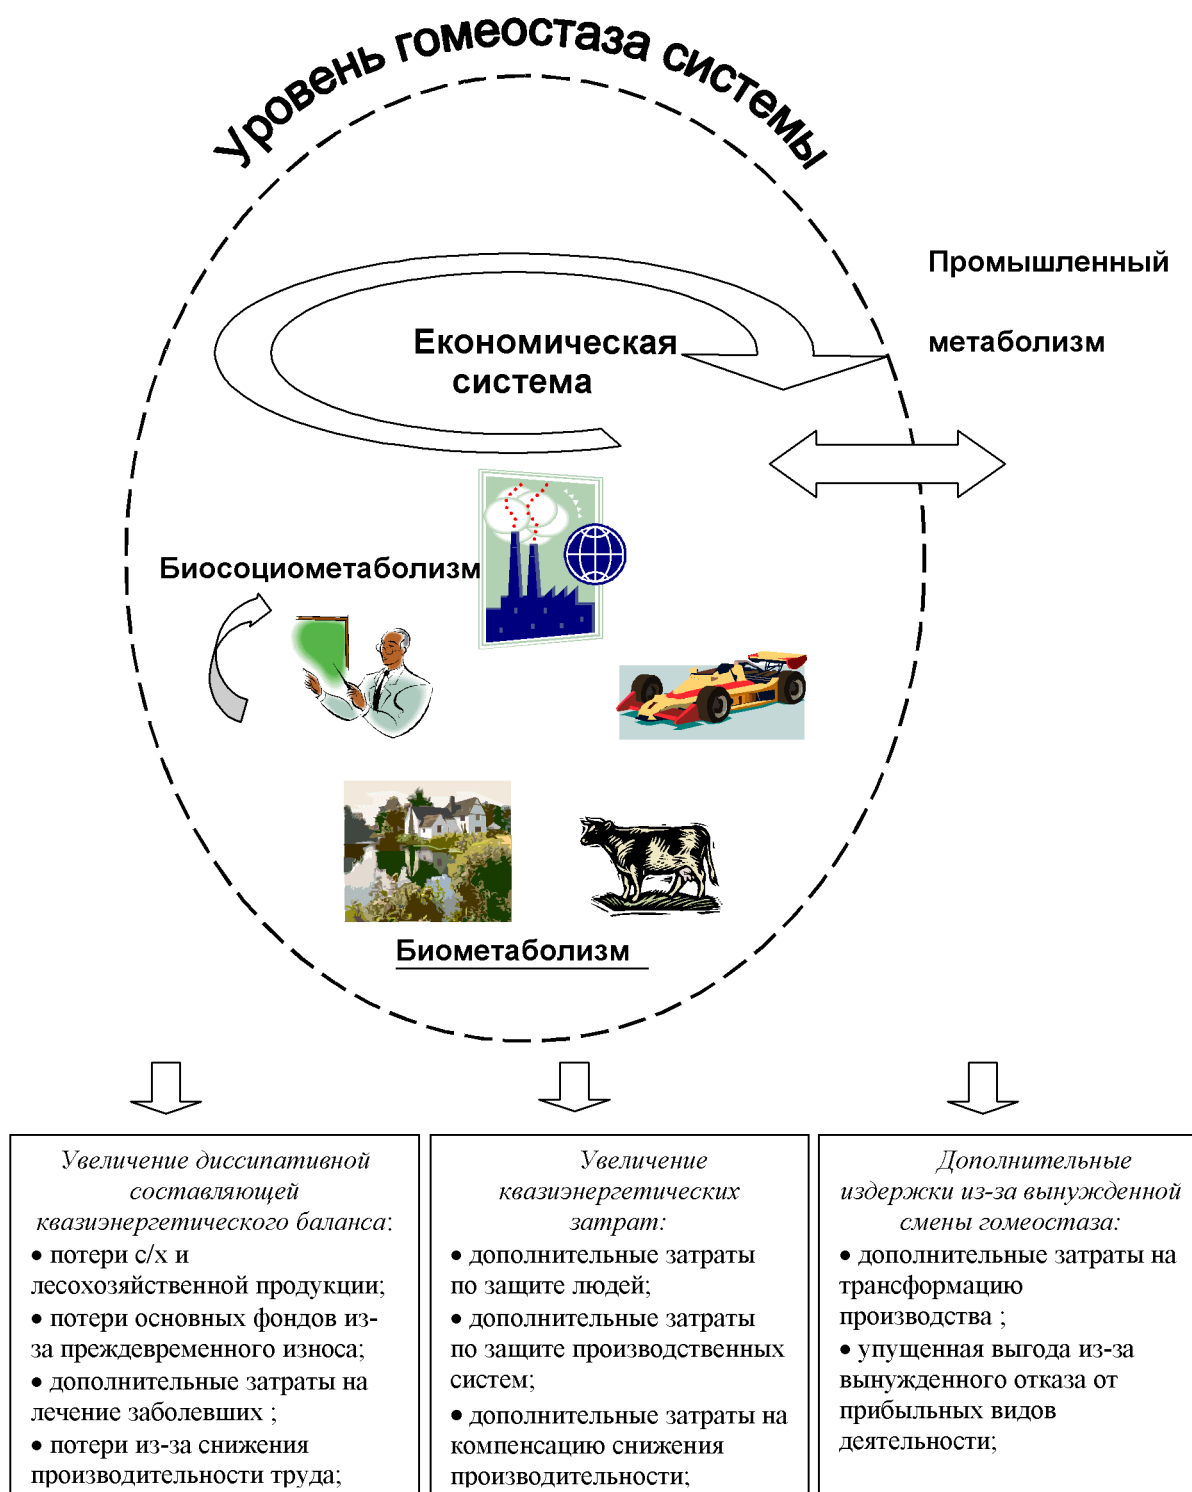 Уровень гомеостаза системы
Промышленный
метаболизм
Економическая
система
Биосоциометаболизм
Биометаболизм
Увеличение диссипативной
составляющей
квазиэнергетического баланса:
• потери с/х и
лесохозяйственной продукции;
• потери основных фондов из-
за преждевременного износа;
• дополнительные затраты на
лечение заболевших ;
• потери из-за снижения
производительности труда;
Увеличение
квазиэнергетических
затрат:
• дополнительные затраты
по защите людей;
• дополнительные затраты
по защите производственных
систем;
• дополнительные затраты на
компенсацию снижения
производительности;
Дополнительные
издержки из-за вынужденной
смены гомеостаза:
• дополнительные затраты на
трансформацию
производства ;
• упущенная выгода из-за
вынужденного отказа от
прибыльных видов
деятельности;